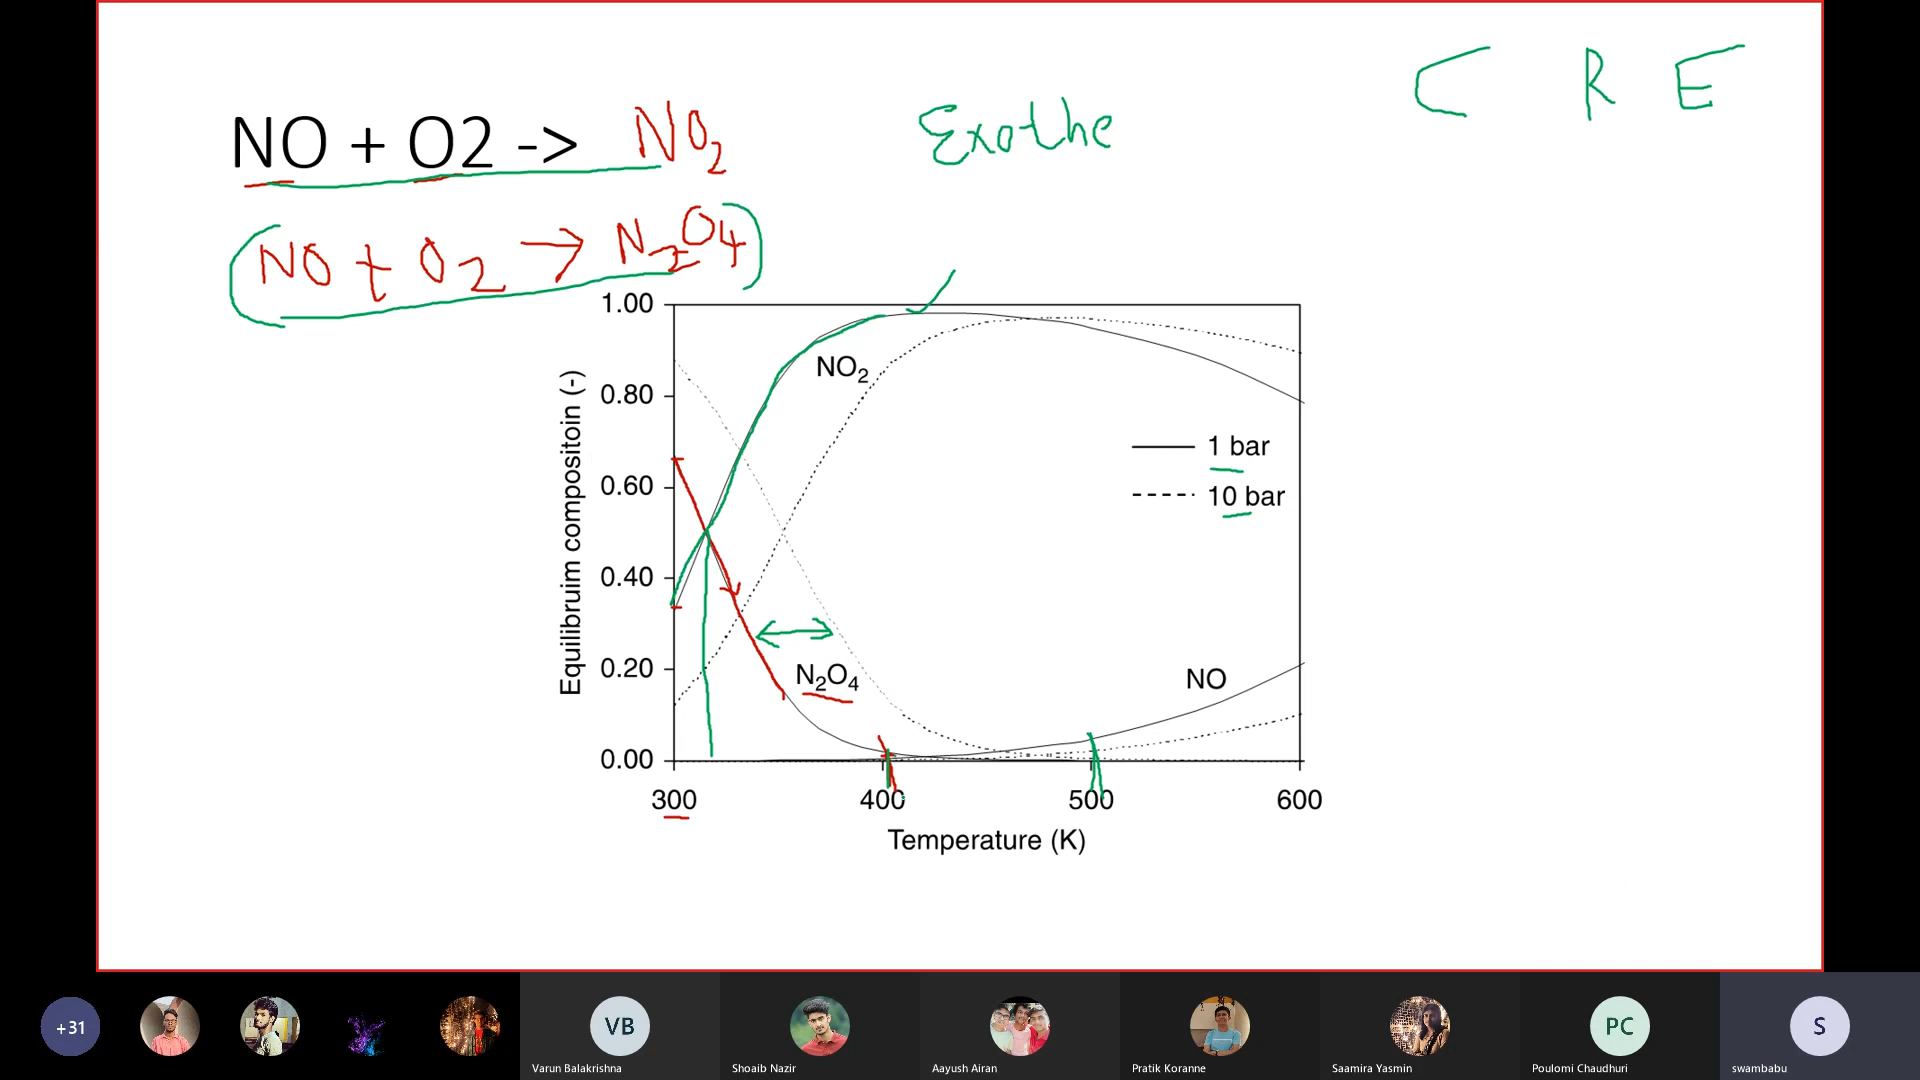 C R E
NO + O2 -> NO2
Exothe
NO + O2 → N2O4
1.00
0.80
0.60
0.40
0.20
0.00
Equilibruim compositoin (-)
NO2
1 bar
10 bar
N2O4
NO
300 400 500 600
Temperature (K)
+31
VB
PC
S
Varun Balakrishna
Shoaib Nazir
Aayush Airan
Pratik Koranne
Saamira Yasmin
Poulomi Chaudhuri
swambabu